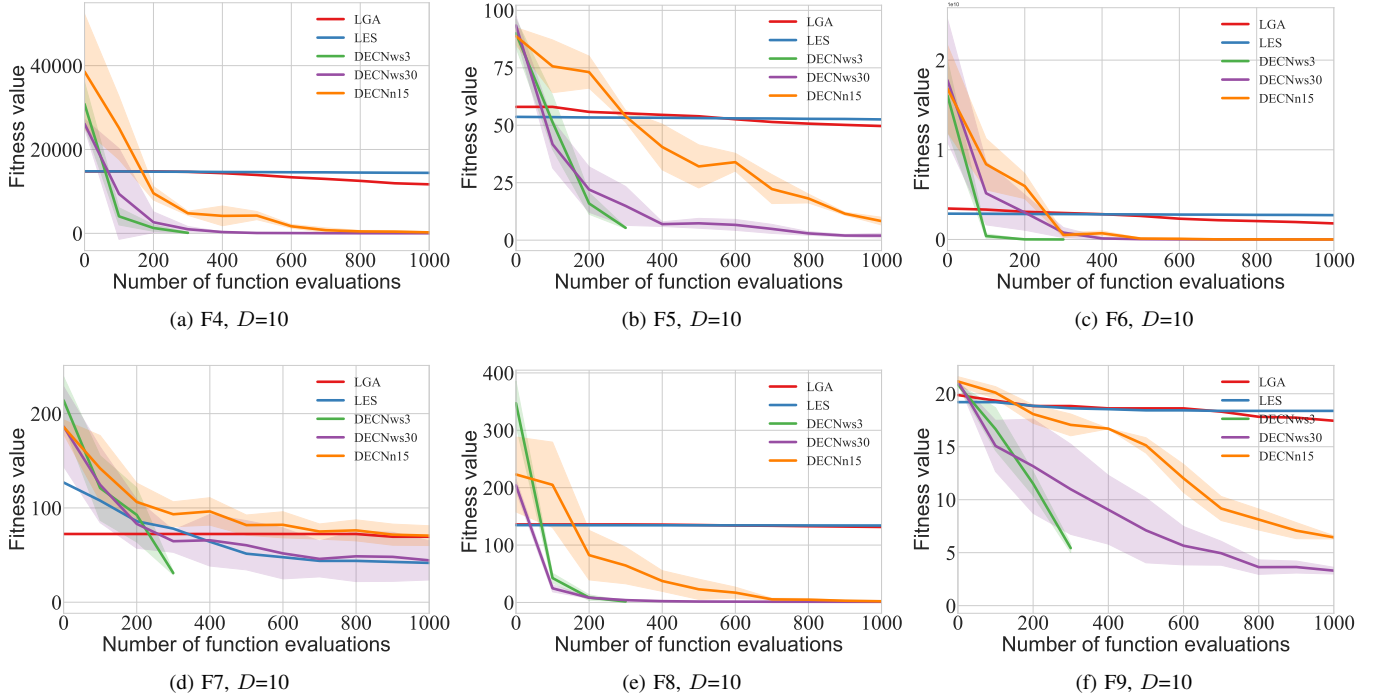 LGA
LES
DECNws3
DECNws30
DECNn15
Fitness value
40000
20000
0
0 200 400 600 800 1000
Number of function evaluations
(a) F4, D=10
LGA
LES
DECNws3
DECNws30
DECNn15
Fitness value
100
75
50
25
0
0 200 400 600 800 1000
Number of function evaluations
(b) F5, D=10
1e10
LGA
LES
DECNws3
DECNws30
DECNn15
Fitness value
2
1
0
0 200 400 600 800 1000
Number of function evaluations
(c) F6, D=10
LGA
LES
DECNws3
DECNws30
DECNn15
Fitness value
200
100
0
0 200 400 600 800 1000
Number of function evaluations
(d) F7, D=10
LGA
LES
DECNws3
DECNws30
DECNn15
Fitness value
400
300
200
100
0
0 200 400 600 800 1000
Number of function evaluations
(e) F8, D=10
LGA
LES
DECNws3
DECNws30
DECNn15
Fitness value
20
15
10
5
0
0 200 400 600 800 1000
Number of function evaluations
(f) F9, D=10